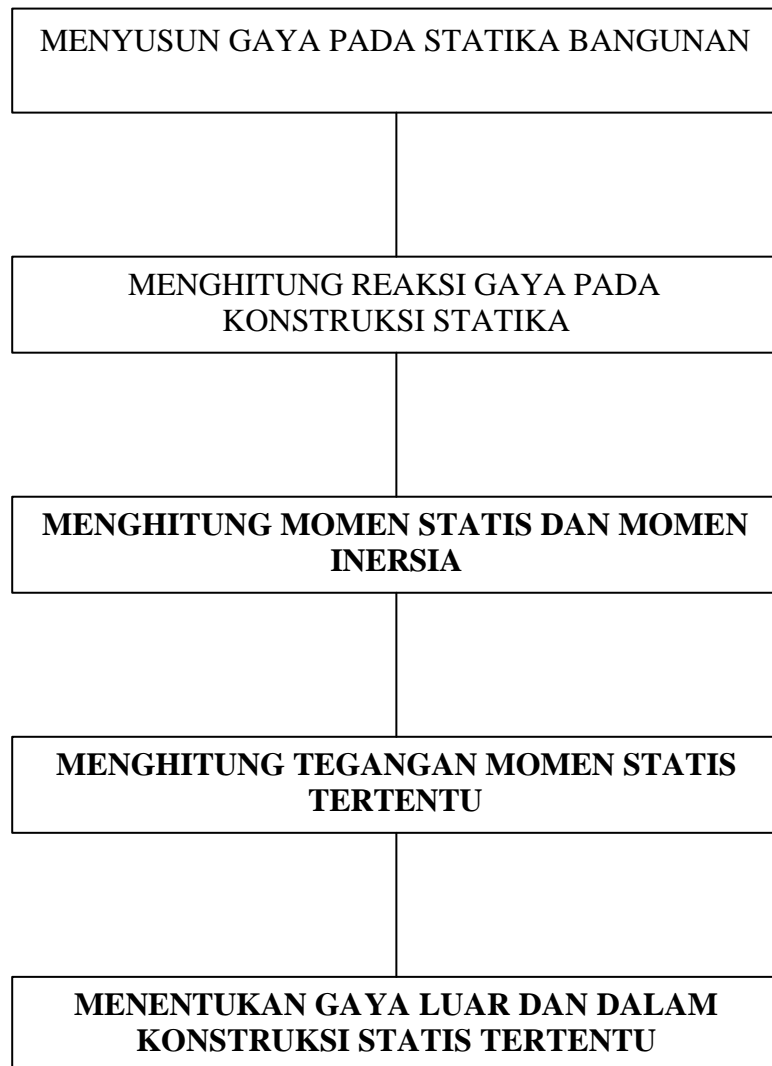 MENYUSUN GAYA PADA STATIKA BANGUNAN
MENGHITUNG REAKSI GAYA PADA
KONSTRUKSI STATIKA
MENGHITUNG MOMEN STATIS DAN MOMEN
INERSIA
MENGHITUNG TEGANGAN MOMEN STATIS
TERTENTU
MENENTUKAN GAYA LUAR DAN DALAM
KONSTRUKSI STATIS TERTENTU